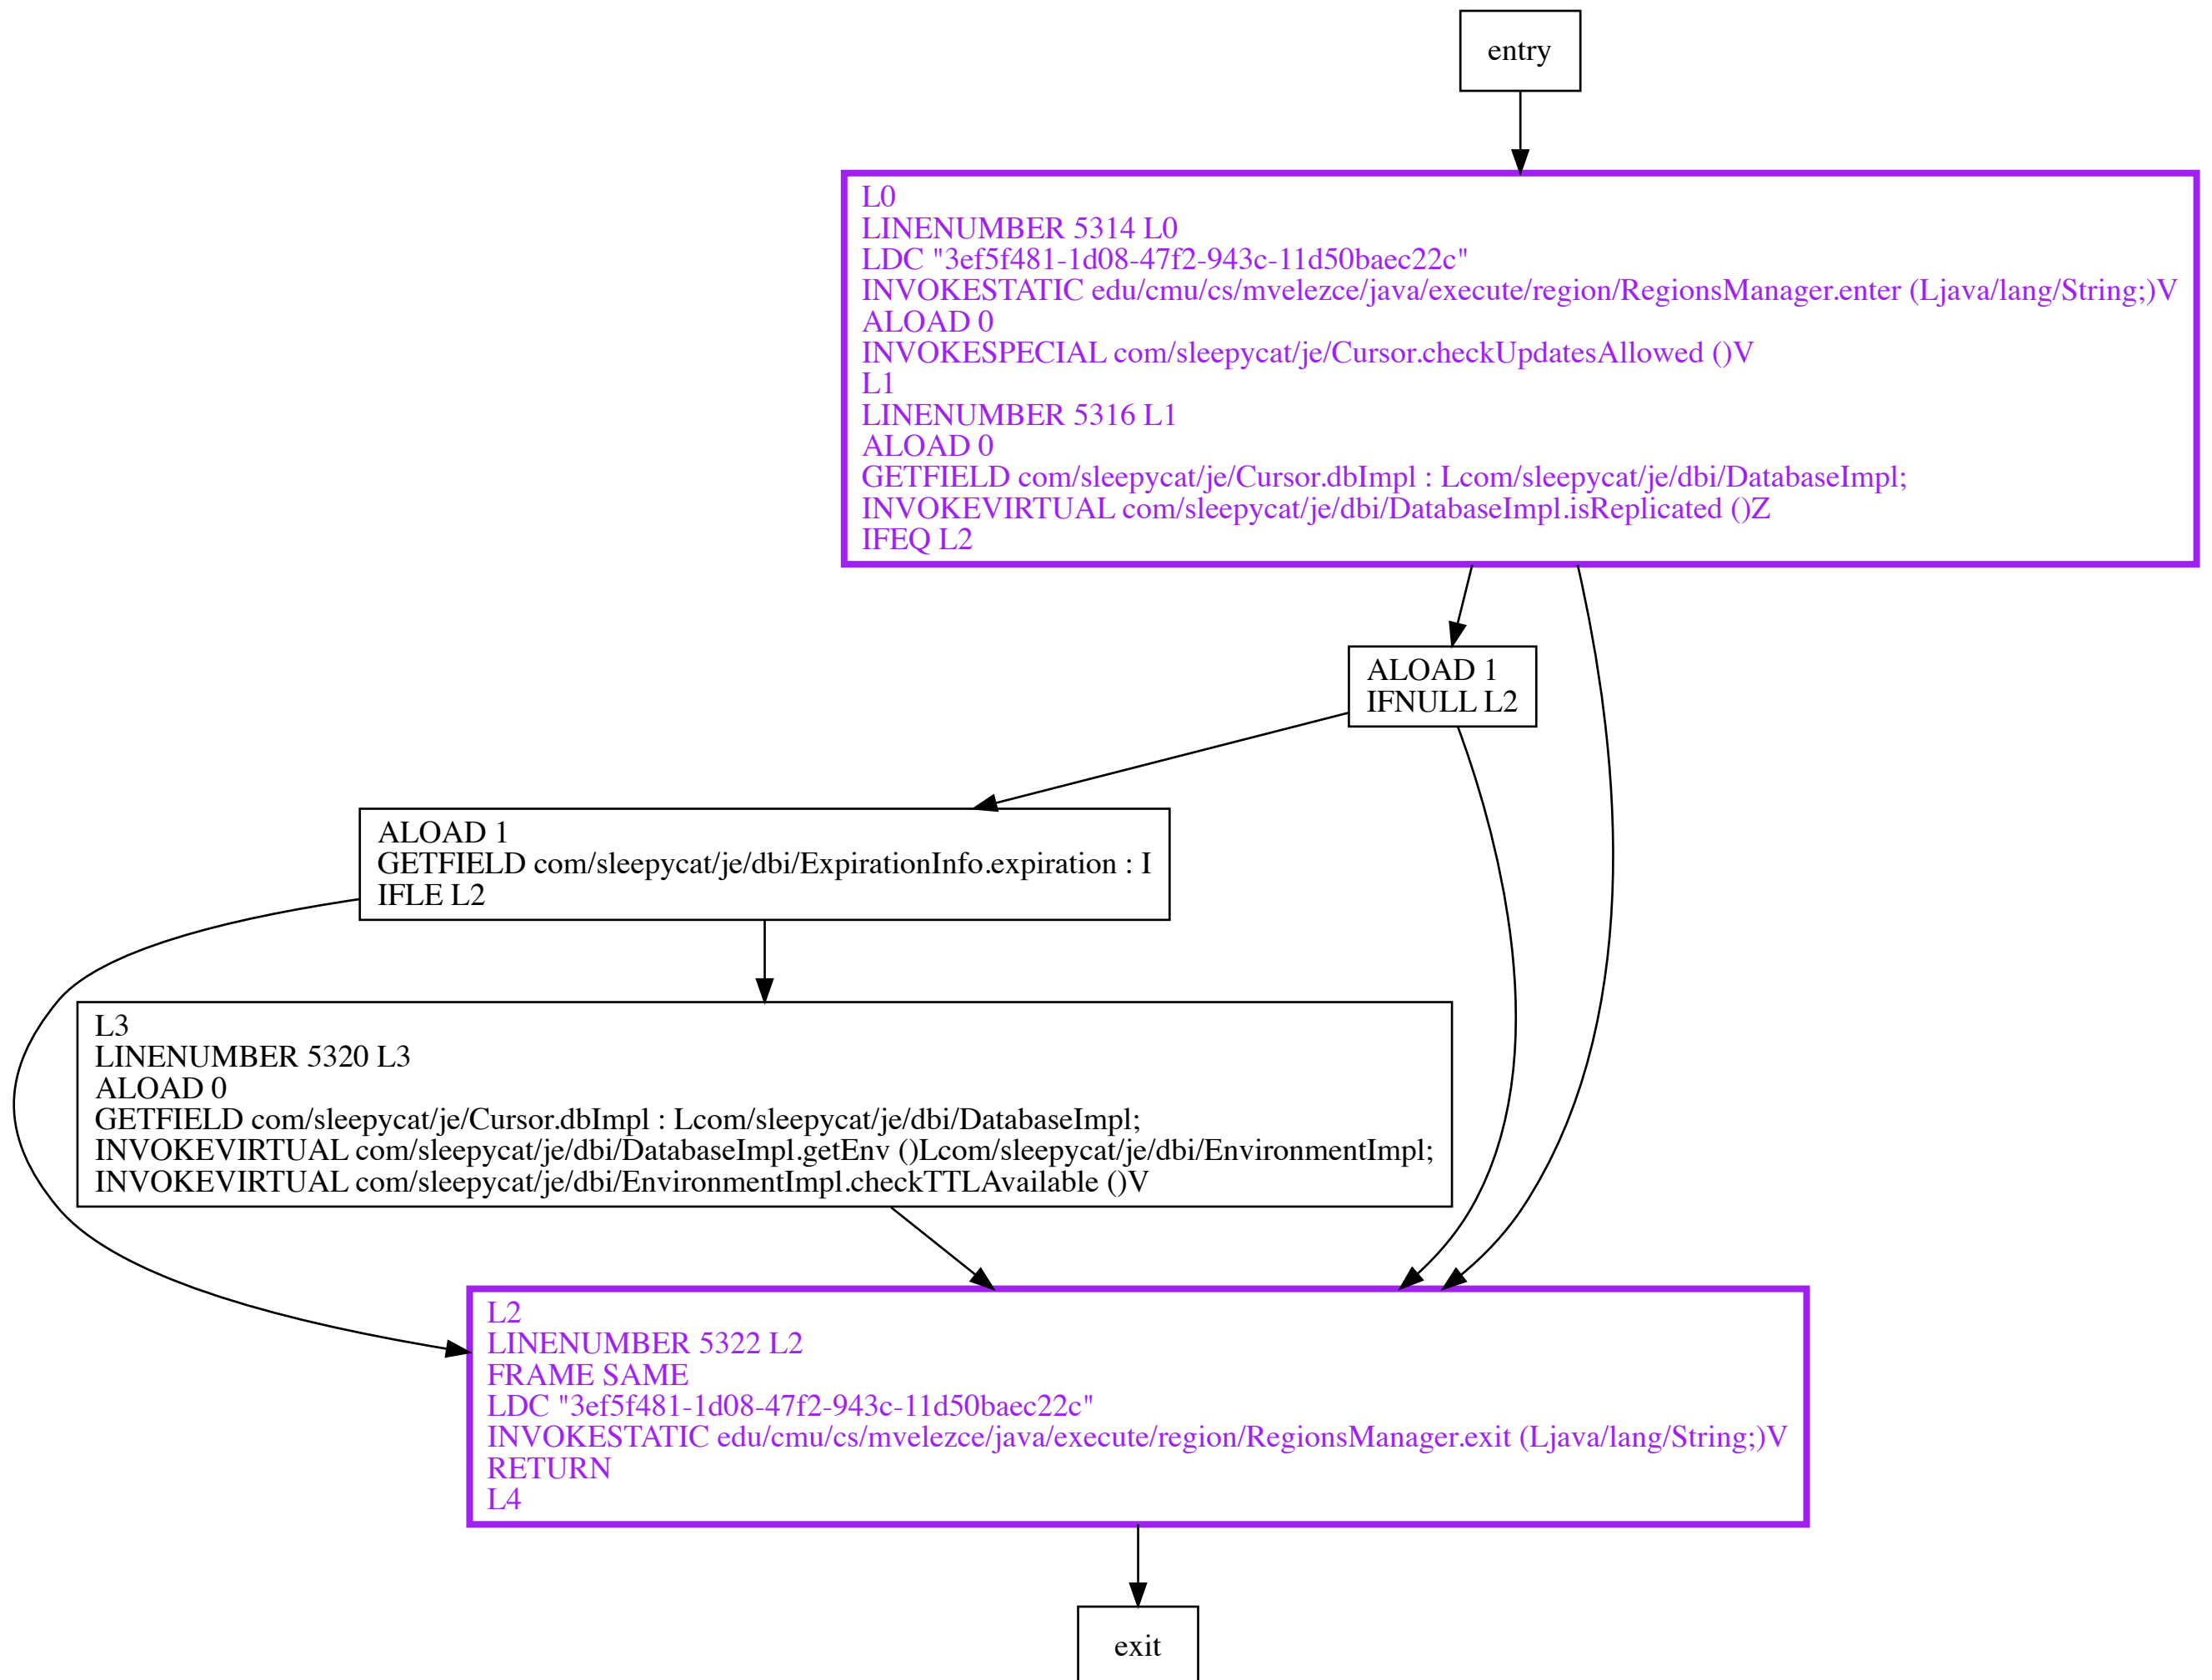 entry
L0
LINENUMBER 5314 L0
LDC "3ef5f481-1d08-47f2-943c-11d50baec22c"
INVOKESTATIC edu/cmu/cs/mvelezce/java/execute/region/RegionsManager.enter (Ljava/lang/String;)V
ALOAD 0
INVOKESPECIAL com/sleepycat/je/Cursor.checkUpdatesAllowed ()V
L1
LINENUMBER 5316 L1
ALOAD 0
GETFIELD com/sleepycat/je/Cursor.dbImpl : Lcom/sleepycat/je/dbi/DatabaseImpl;
INVOKEVIRTUAL com/sleepycat/je/dbi/DatabaseImpl.isReplicated ()Z
IFEQ L2
ALOAD 1
IFNULL L2
ALOAD 1
GETFIELD com/sleepycat/je/dbi/ExpirationInfo.expiration : I
IFLE L2
L3
LINENUMBER 5320 L3
ALOAD 0
GETFIELD com/sleepycat/je/Cursor.dbImpl : Lcom/sleepycat/je/dbi/DatabaseImpl;
INVOKEVIRTUAL com/sleepycat/je/dbi/DatabaseImpl.getEnv ()Lcom/sleepycat/je/dbi/EnvironmentImpl;
INVOKEVIRTUAL com/sleepycat/je/dbi/EnvironmentImpl.checkTTLAvailable ()V
L2
LINENUMBER 5322 L2
FRAME SAME
LDC "3ef5f481-1d08-47f2-943c-11d50baec22c"
INVOKESTATIC edu/cmu/cs/mvelezce/java/execute/region/RegionsManager.exit (Ljava/lang/String;)V
RETURN
L4
exit